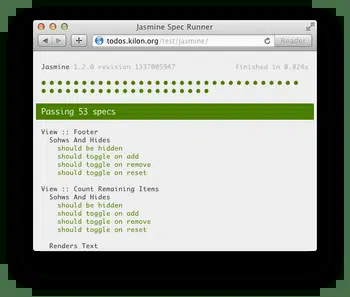 Jasmine Spec Runner
todos.kilon.org/test/jasmine/
Reader
Jasmine 1.2.0 revision 1337005947
finished in 0.824s
Passing 53 specs
View :: Footer
Sohws And Hides
should be hidden
should toggle on add
should toggle on remove
should toggle on reset
View :: Count Remaining Items
Sohws And Hides
should be hidden
should toggle on add
should toggle on remove
should toggle on reset
Renders Text